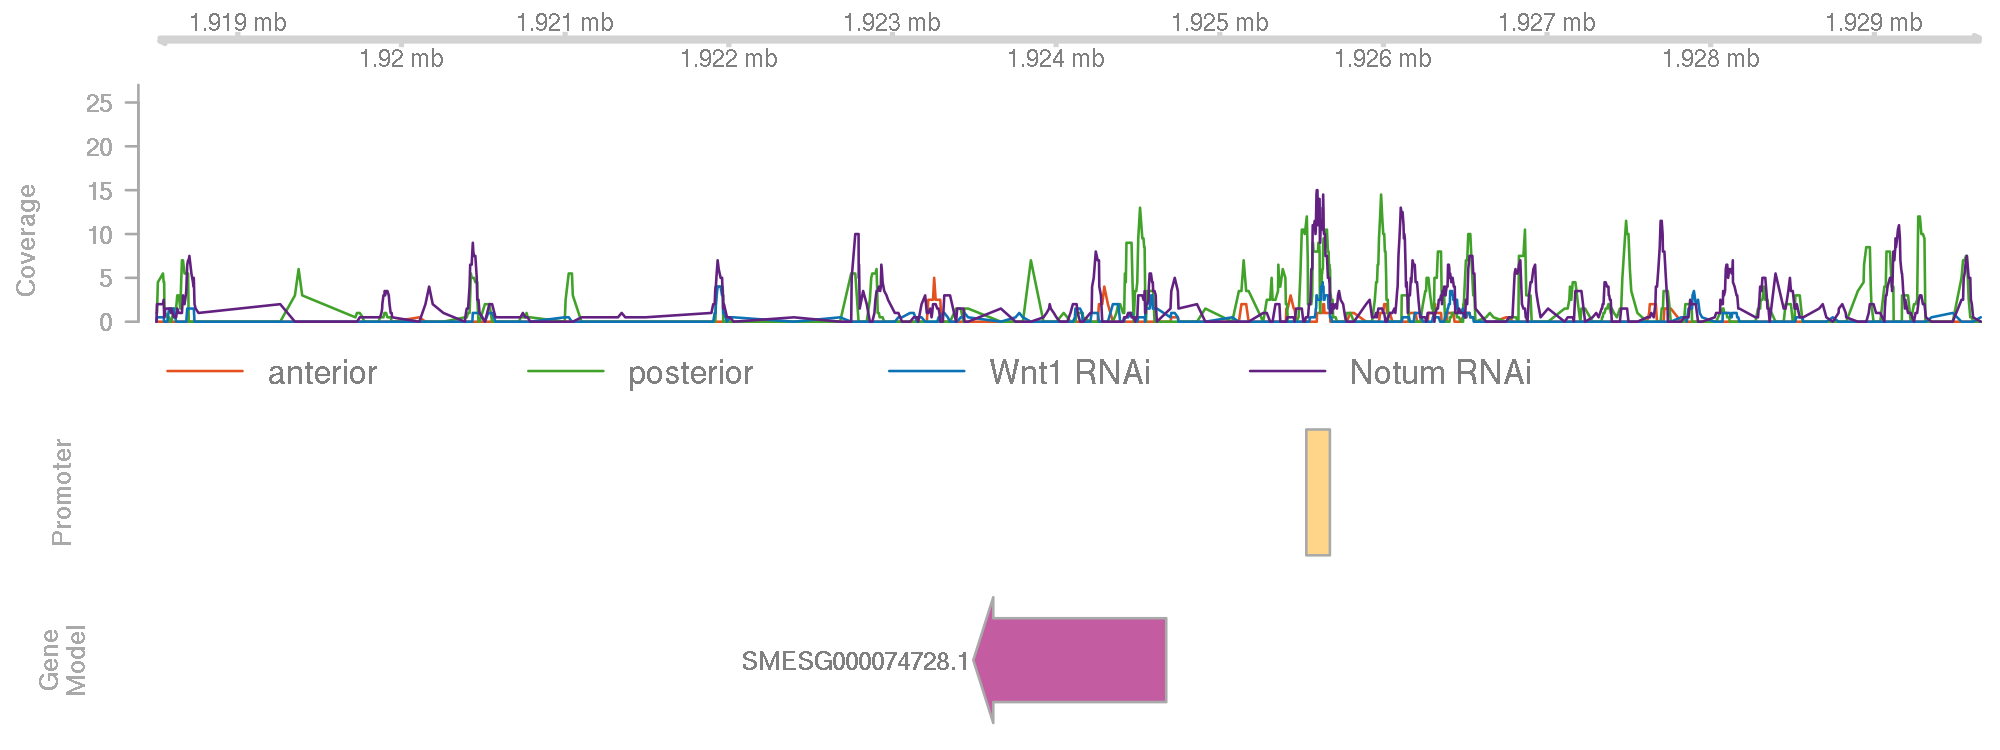 1.919 mb 1.921 mb 1.923 mb 1.925 mb 1.927 mb 1.929 mb
1.92 mb 1.922 mb 1.924 mb 1.926 mb 1.928 mb
25
20
15
10
5
0
Coverage
anterior posterior Wnt1 RNAi Notum RNAi
Promoter
Gene
Model
SMESG000074728.1